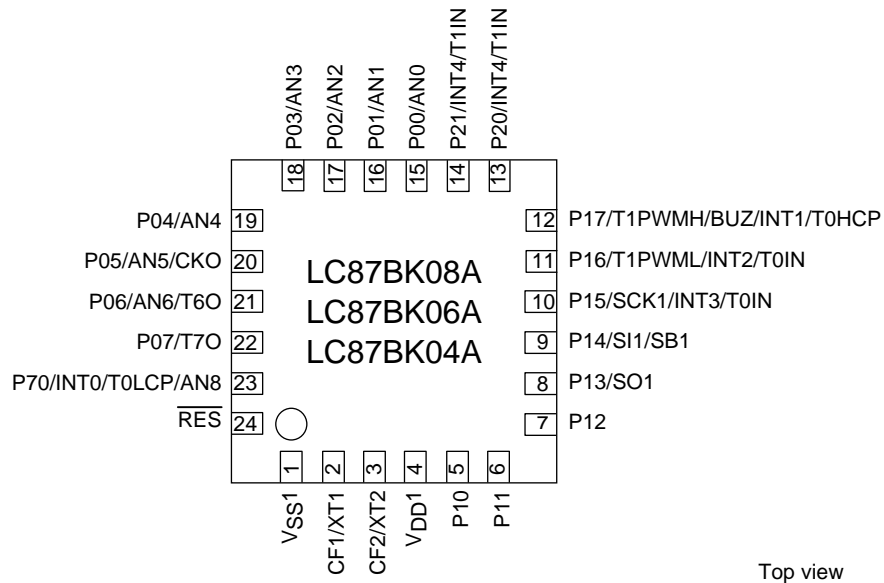 P03/AN3
P02/AN2
P01/AN1
P00/AN0
P21/INT4/T1IN
P20/INT4/T1IN
18
17
16
15
14
13
P04/AN4 19
P05/AN5/CKO 20
P06/AN6/T6O 21
P07/T7O 22
P70/INT0/T0LCP/AN8 23
RES 24
LC87BK08A
LC87BK06A
LC87BK04A
12 P17/T1PWMH/BUZ/INT1/T0HCP
11 P16/T1PWML/INT2/T0IN
10 P15/SCK1/INT3/T0IN
9 P14/SI1/SB1
8 P13/SO1
7 P12
1
2
3
4
5
6
VSS1
CF1/XT1
CF2/XT2
VDD1
P10
P11
Top view